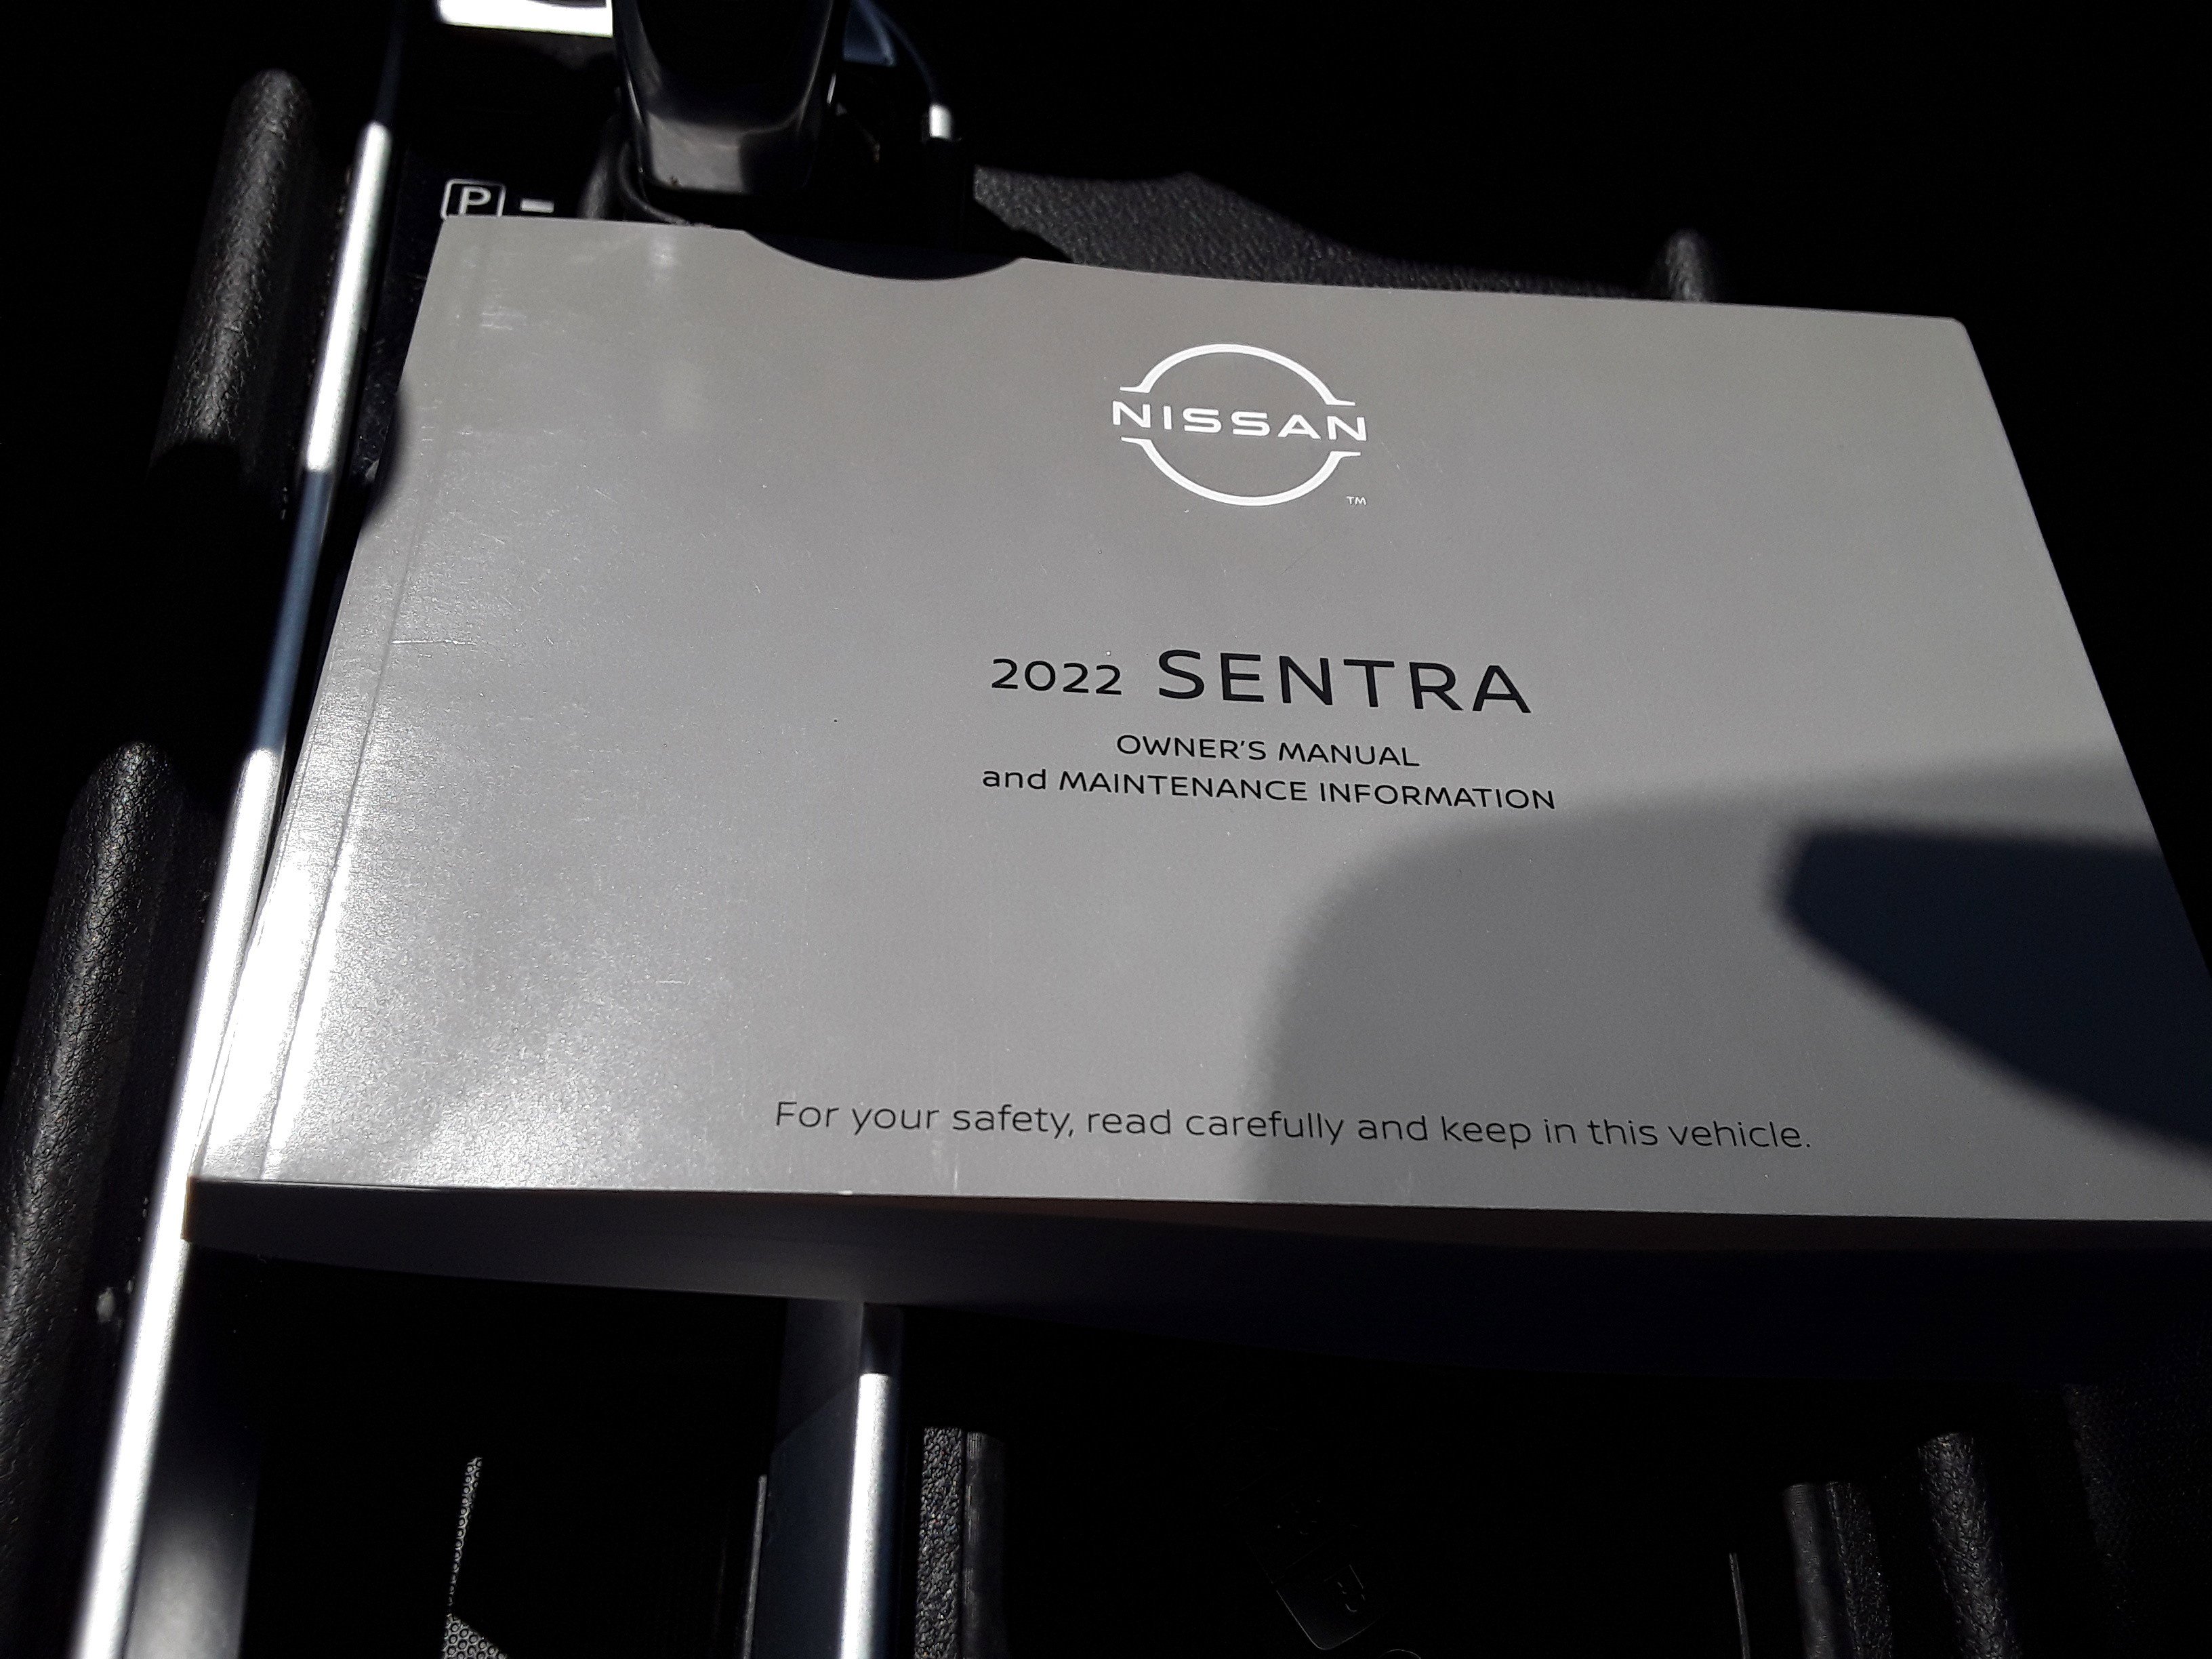 P
NISSAN
TM
2022 SENTRA
OWNER'S MANUAL
and MAINTENANCE INFORMATION
For your safety, read carefully and keep in this vehicle.